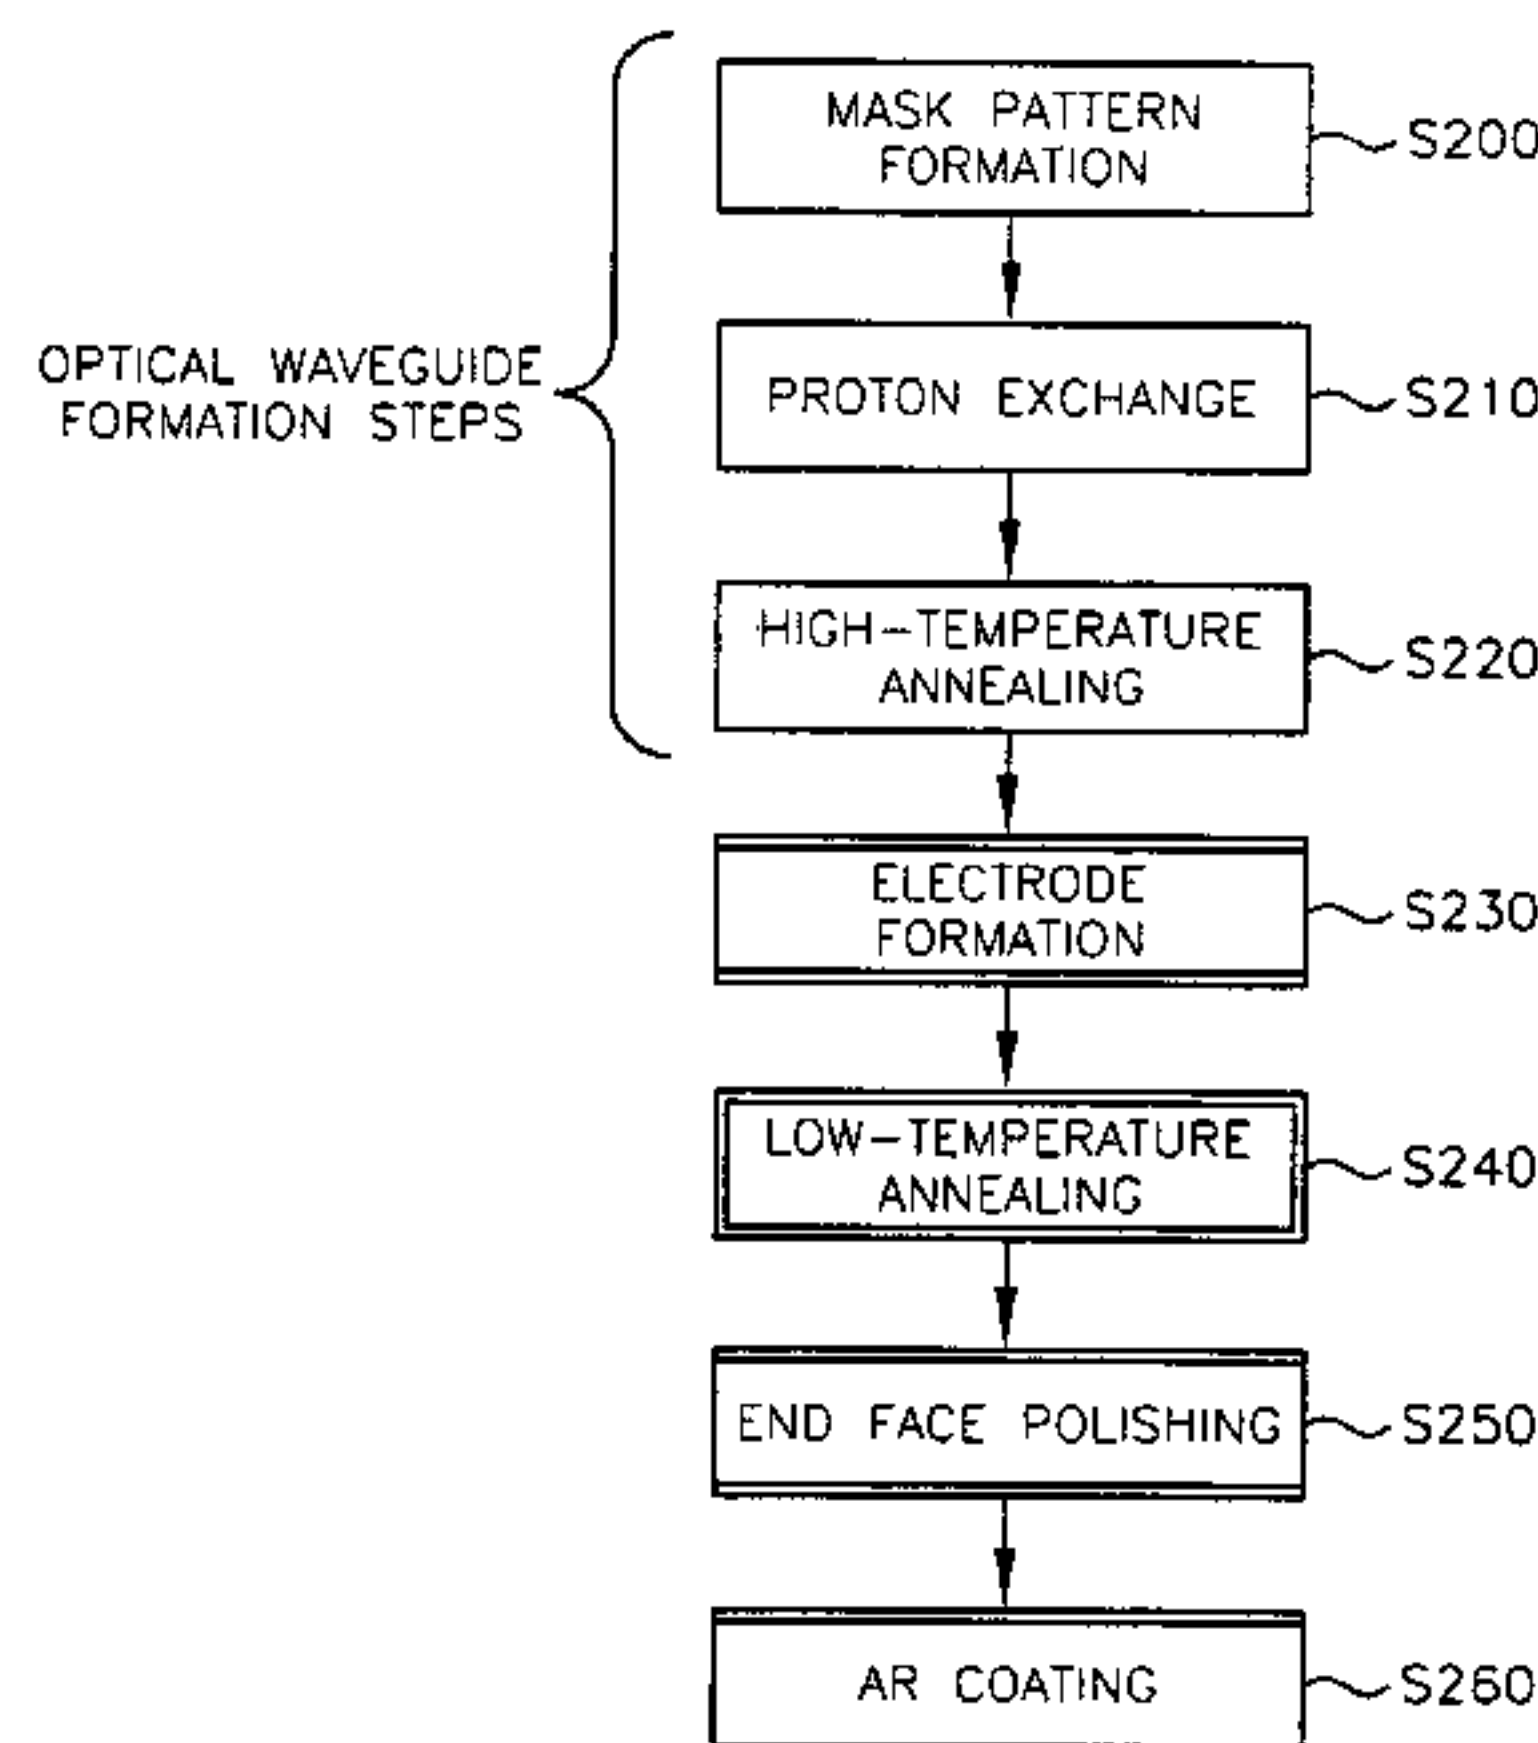 MASK PATTERN
FORMATION
S200
OPTICAL WAVEGUIDE
FORMATION STEPS
PROTON EXCHANGE
S210
HIGH-TEMPERATURE
ANNEALING
S220
ELECTRODE
FORMATION
S230
LOW-TEMPERATURE
ANNEALING
S240
END FACE POLISHING
S250
AR COATING
S260